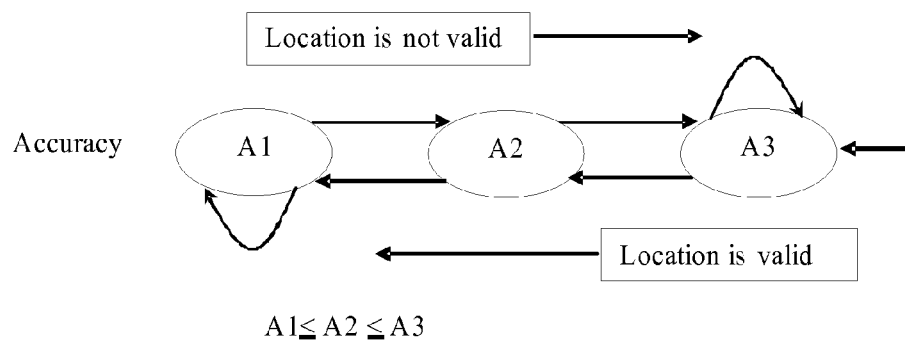 Location is not valid
Accuracy
A1
A2
A3
Location is valid
A1≤ A2 ≤ A3